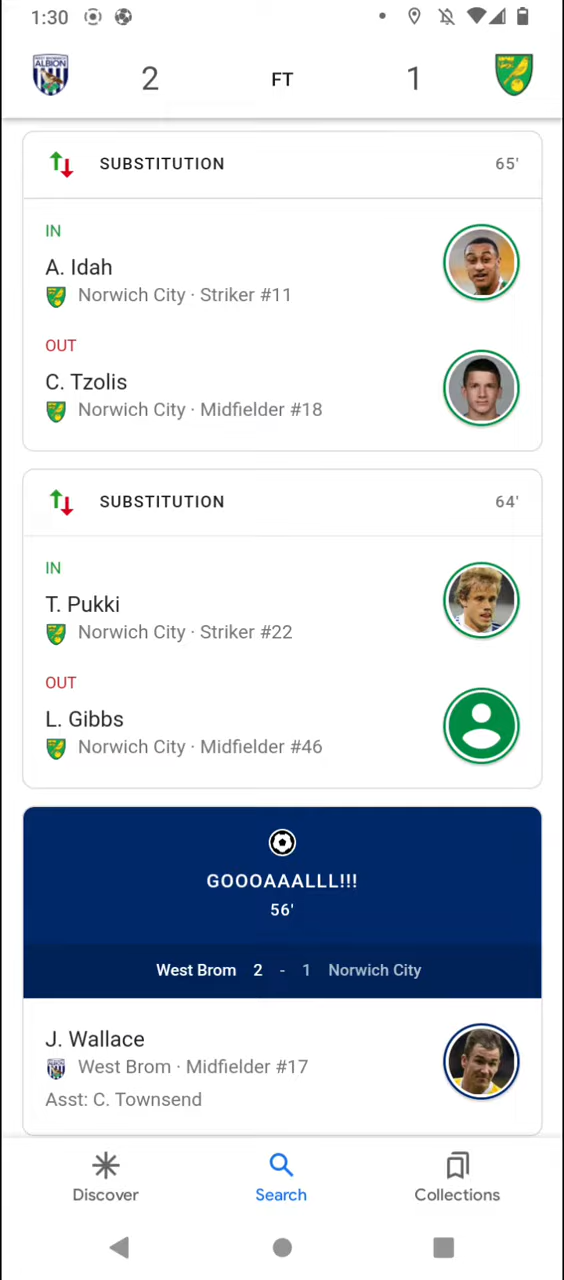 1:30
ALBION
2 FT 1
SUBSTITUTION 65'
IN
A. Idah
Norwich City · Striker #11
OUT
C. Tzolis
Norwich City · Midfielder #18
SUBSTITUTION 64'
IN
T. Pukki
Norwich City · Striker #22
OUT
L. Gibbs
Norwich City · Midfielder #46
GOOOAAALLL!!!
56'
West Brom 2 - 1 Norwich City
J. Wallace
West Brom · Midfielder #17
Asst: C. Townsend
Discover Search Collections